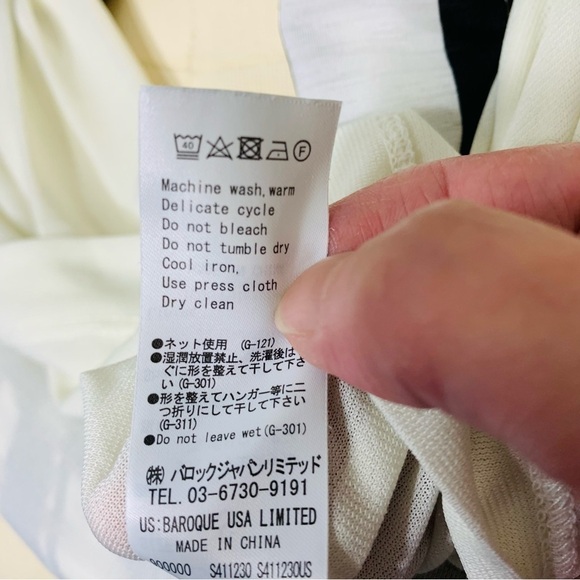 40 F
Machine wash, warm
Delicate cycle
Do not bleach
Do not tumble dry
Cool iron,
Use press cloth
Dry clean
●ネット使用 (G-121)
●湿潤放置禁止、洗濯後は
ぐに形を整えて干して下さ
い(G-301)
●形を整えてハンガー等に二
つ折りにして干して下さい
(G-311)
●Do not leave wet(G-301)
㈱ バロックジャパンリミテッド
TEL. 03-6730-9191
US:BAROQUE USA LIMITED
MADE IN CHINA
S411230 S411230US